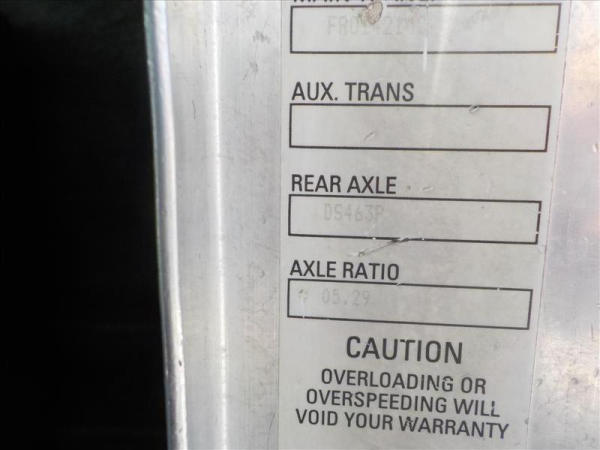 AUX. TRANS
REAR AXLE
DS463P
AXLE RATIO
05.29
CAUTION
OVERLOADING OR
OVERSPEEDING WILL
VOID YOUR WARRANTY